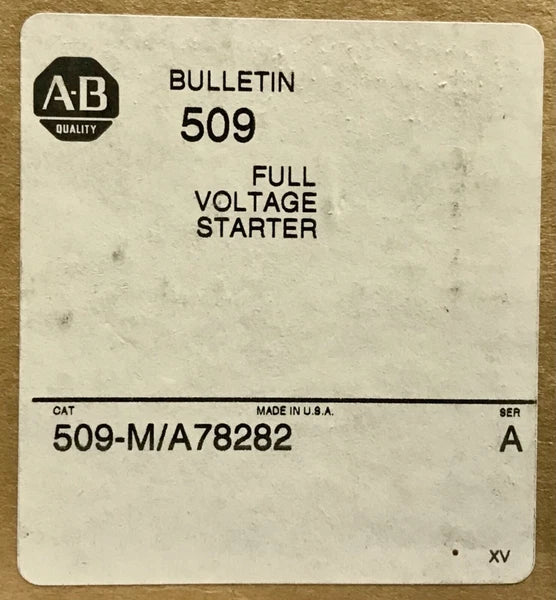 A-B
QUALITY
BULLETIN
509
FULL
VOLTAGE
STARTER
CAT MADE IN U.S.A. SER
509-M/A78282 A
XV